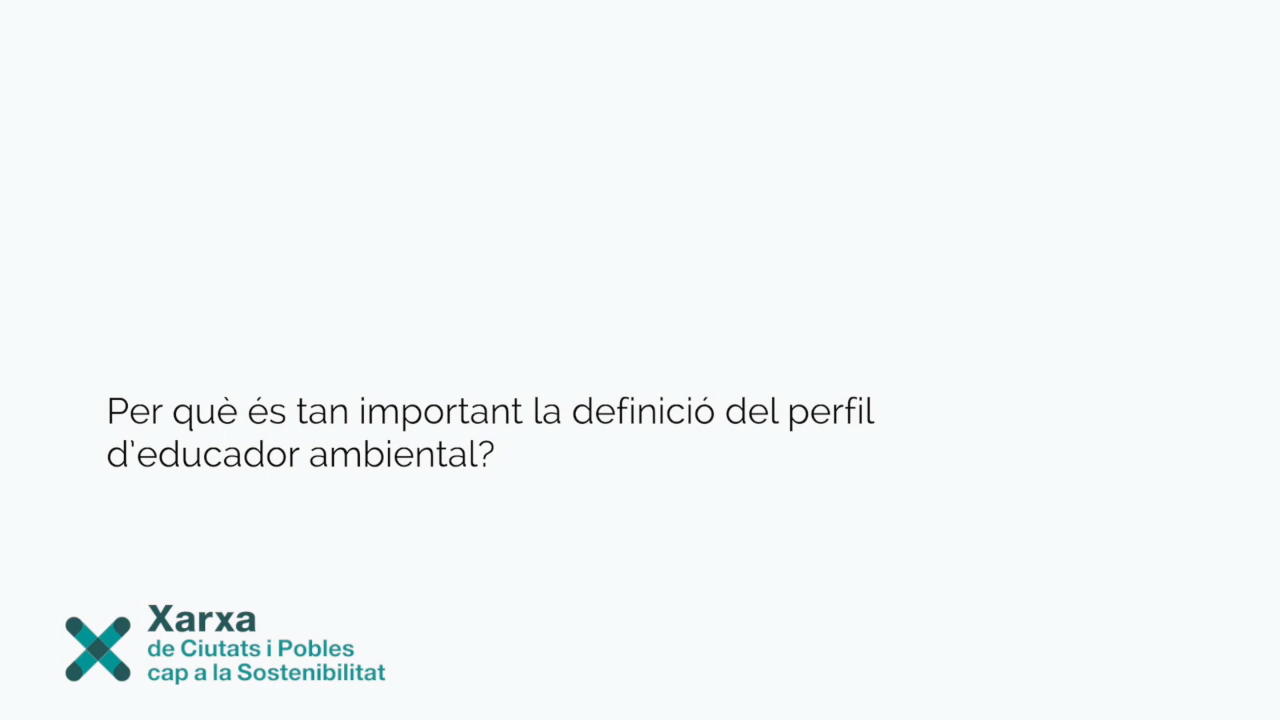 Per què és tan important la definició del perfil
d’educador ambiental?
Xarxa
de Ciutats i Pobles
cap a la Sostenibilitat